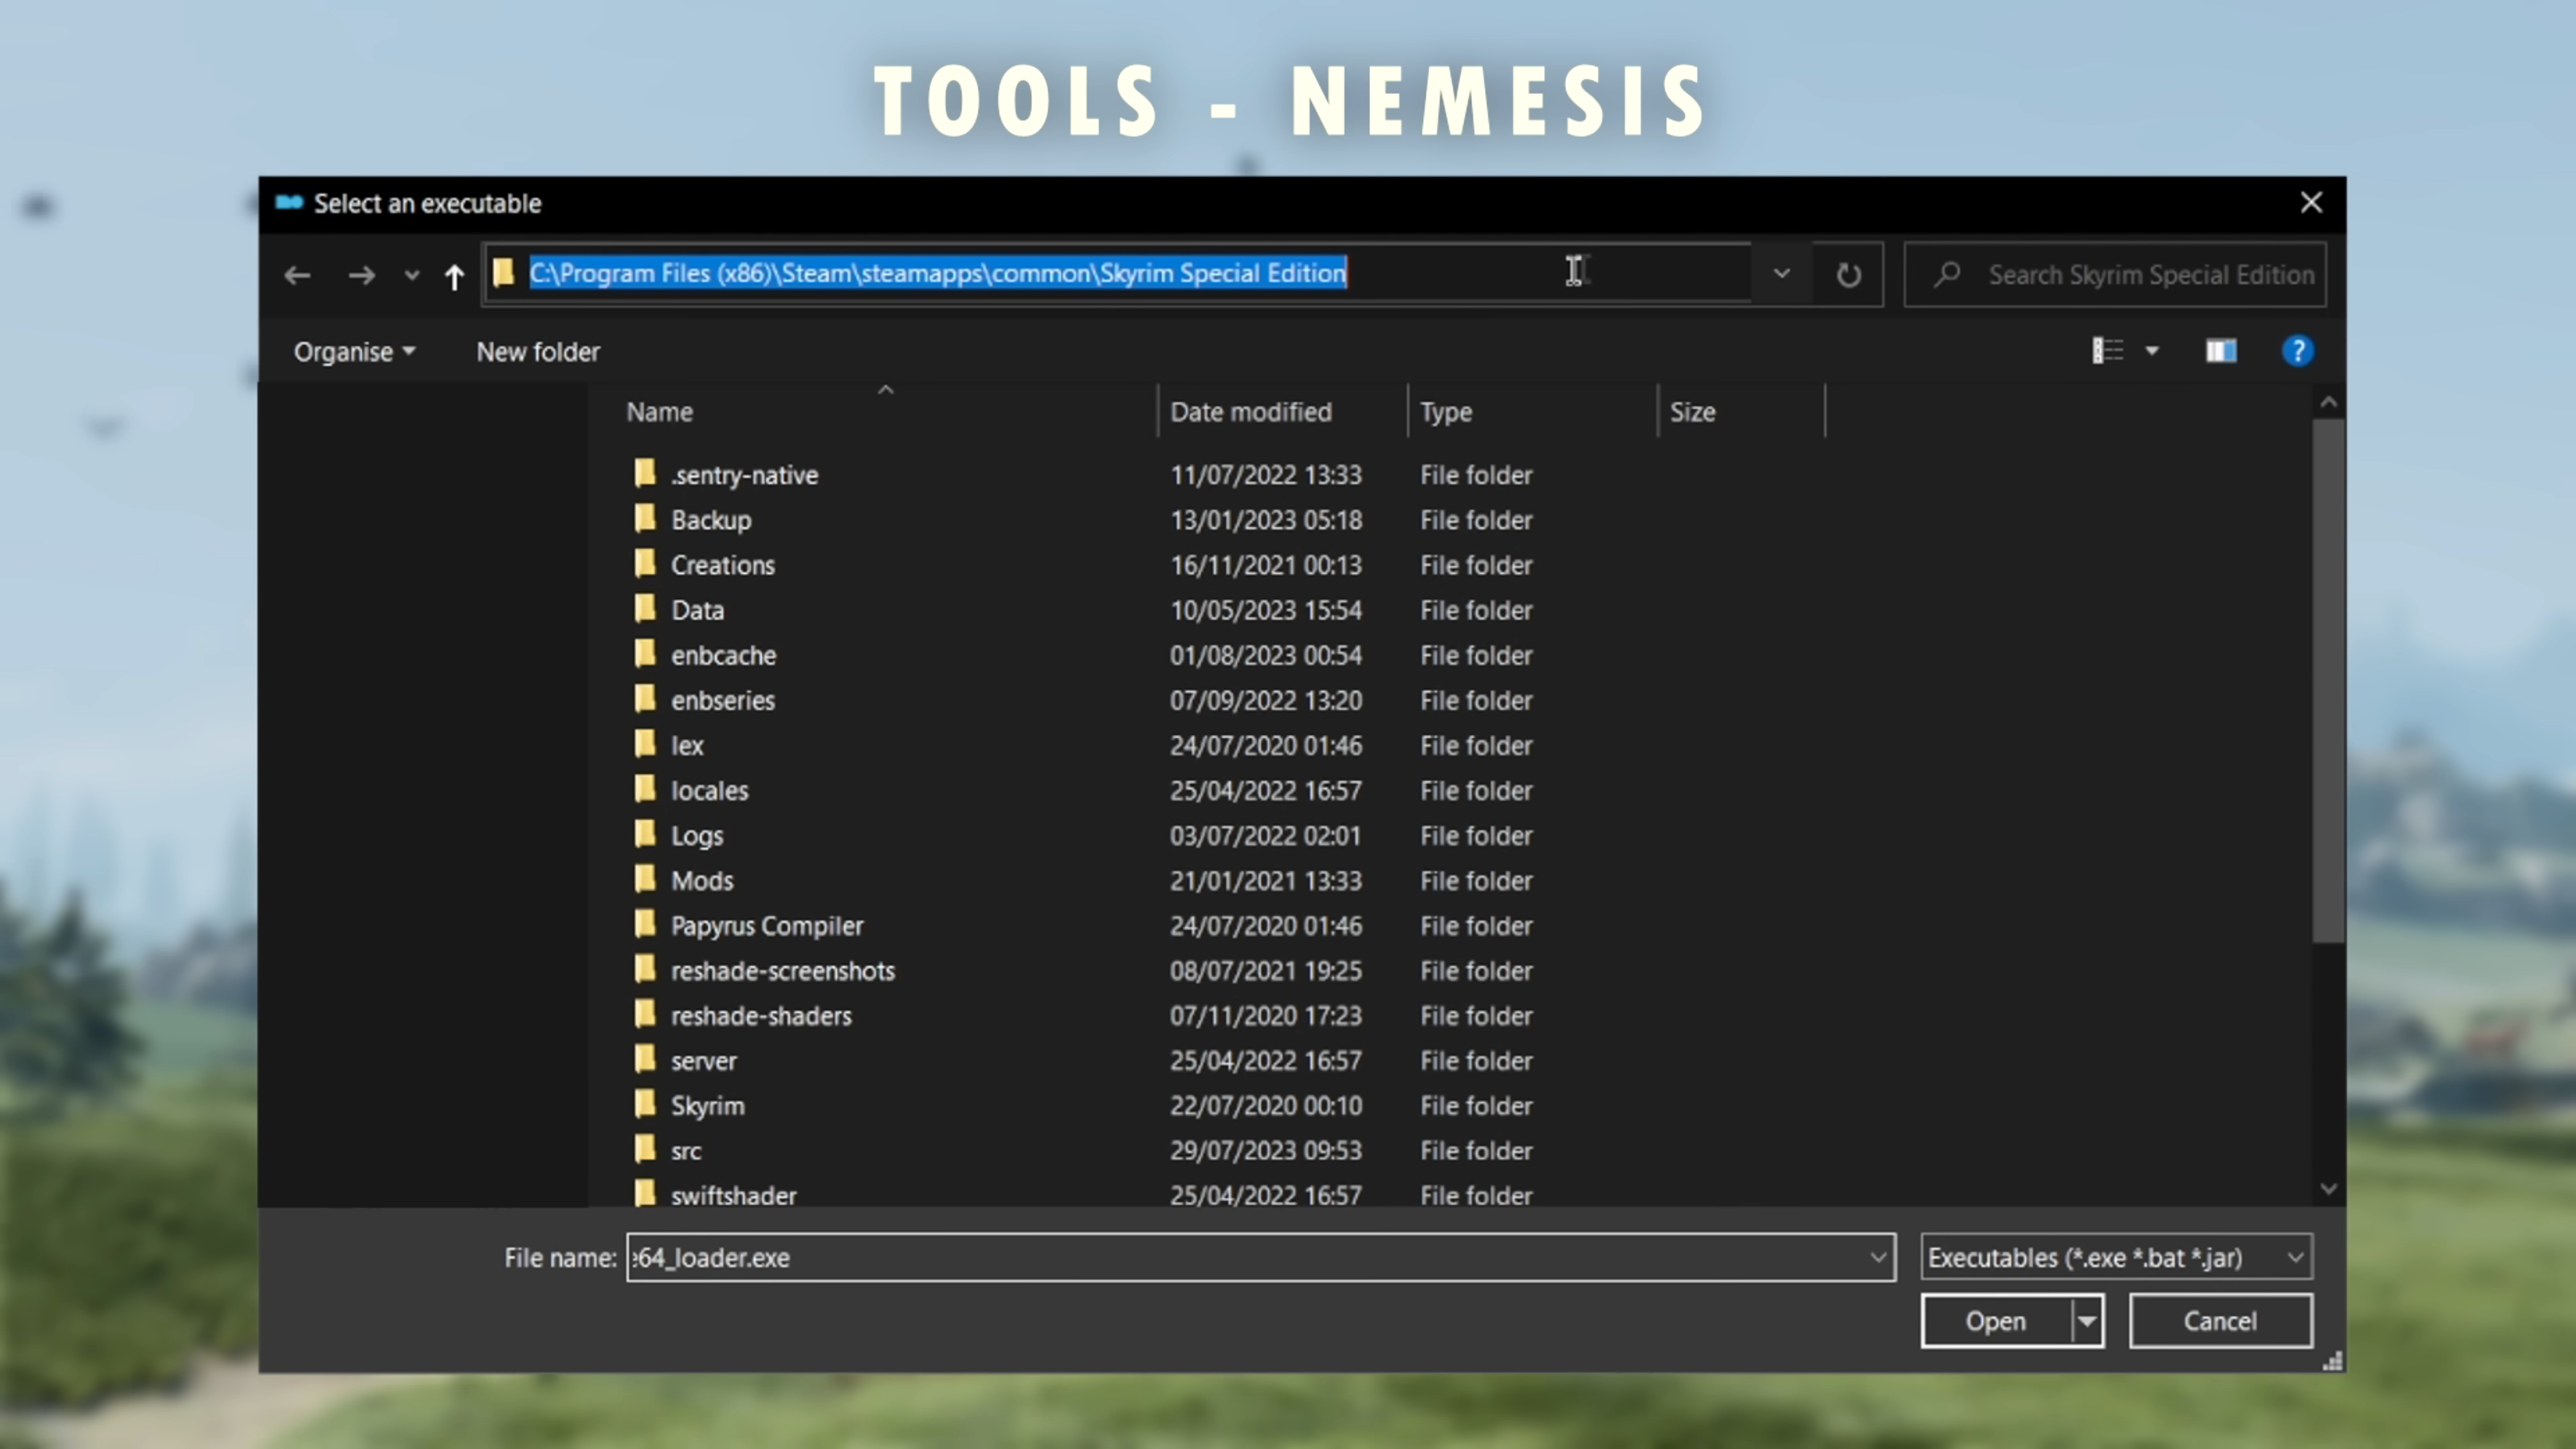 TOOLS - NEMESIS
Select an executable
C:\Program Files (x86)\Steam\steamapps\common\Skyrim Special Edition
Search Skyrim Special Edition
Organise New folder
?
Name Date modified Type Size
.sentry-native 11/07/2022 13:33 File folder
Backup 13/01/2023 05:18 File folder
Creations 16/11/2021 00:13 File folder
Data 10/05/2023 15:54 File folder
enbcache 01/08/2023 00:54 File folder
enbseries 07/09/2022 13:20 File folder
lex 24/07/2020 01:46 File folder
locales 25/04/2022 16:57 File folder
Logs 03/07/2022 02:01 File folder
Mods 21/01/2021 13:33 File folder
Papyrus Compiler 24/07/2020 01:46 File folder
reshade-screenshots 08/07/2021 19:25 File folder
reshade-shaders 07/11/2020 17:23 File folder
server 25/04/2022 16:57 File folder
Skyrim 22/07/2020 00:10 File folder
src 29/07/2023 09:53 File folder
swiftshader 25/04/2022 16:57 File folder
File name: e64_loader.exe Executables (*.exe *.bat *.jar)
Open Cancel